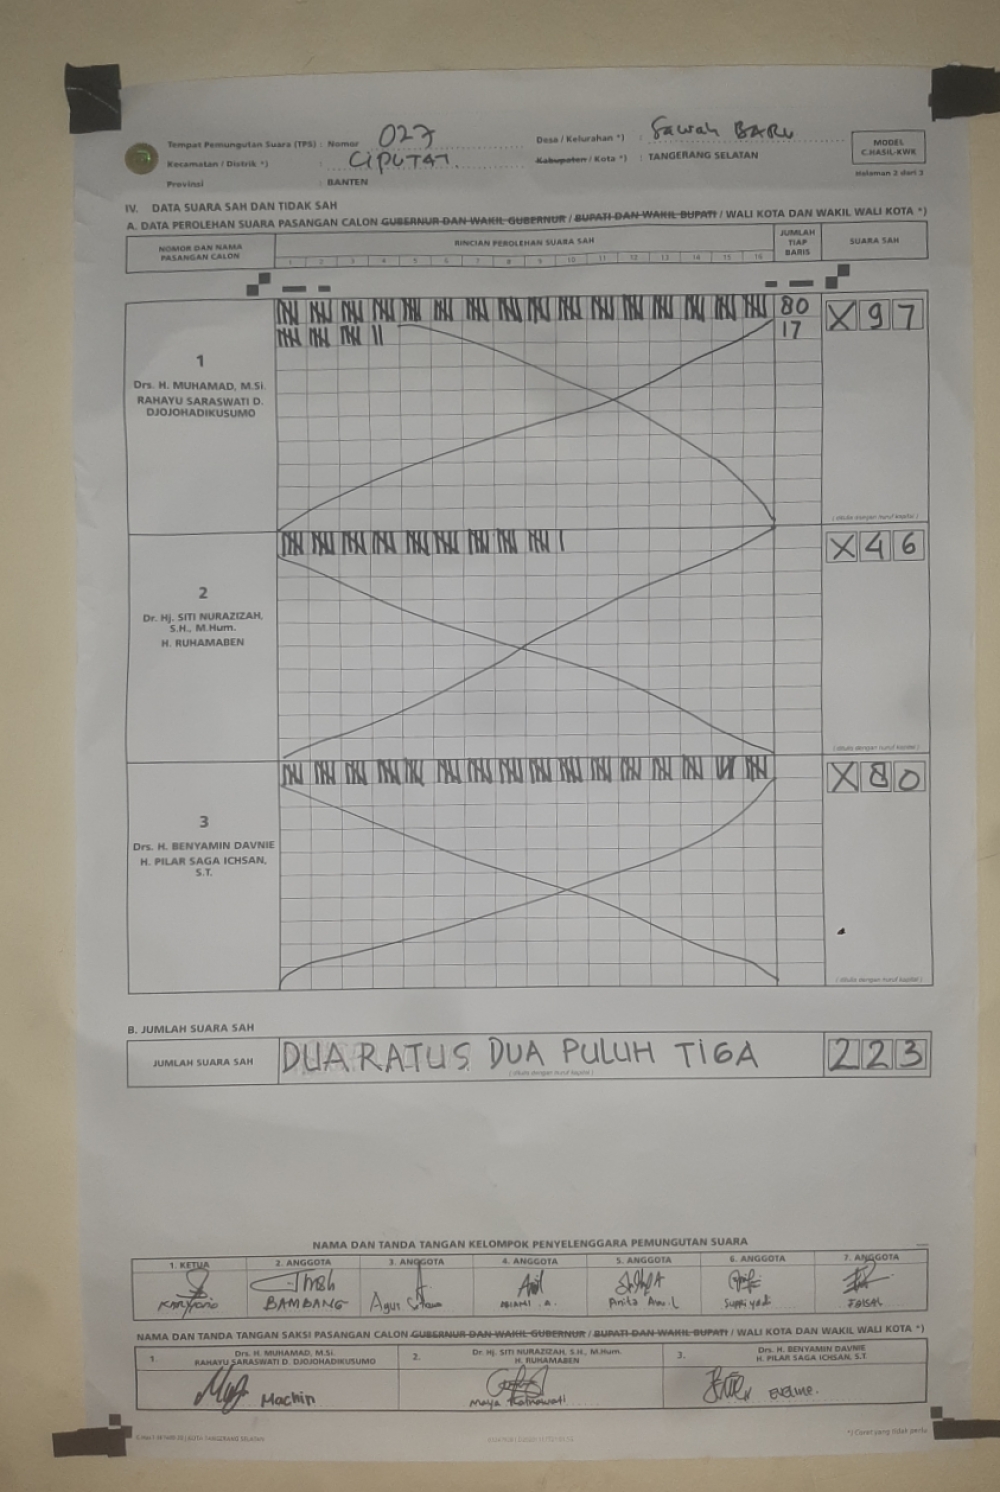 Tempat Pemungutan Suara (TPS) : Nomor 027 Desa / Kelurahan *) : Sawah BARU
Kecamatan / Distrik *) : CIPUTAT Kabupaten / Kota *) : TANGERANG SELATAN
Provinsi : BANTEN
MODEL
C.HASIL-KWK
Halaman 2 dari 3
IV. DATA SUARA SAH DAN TIDAK SAH
A. DATA PEROLEHAN SUARA PASANGAN CALON GUBERNUR DAN WAKIL GUBERNUR / BUPATI DAN WAKIL BUPATI / WALI KOTA DAN WAKIL WALI KOTA *)
NOMOR DAN NAMA PASANGAN CALON
RINCIAN PEROLEHAN SUARA SAH
JUMLAH TIAP BARIS
SUARA SAH
1 2 3 4 5 6 7 8 9 10 11 12 13 14 15 16
1
Drs. H. MUHAMAD, M.Si.
RAHAYU SARASWATI D.
DJOJOHADIKUSUMO
80
17
X 9 7
(ditulis dengan huruf kapital)
2
Dr. Hj. SITI NURAZIZAH,
S.H., M.Hum.
H. RUHAMABEN
X 4 6
(ditulis dengan huruf kapital)
3
Drs. H. BENYAMIN DAVNIE
H. PILAR SAGA ICHSAN,
S.T.
X 8 0
(ditulis dengan huruf kapital)
B. JUMLAH SUARA SAH
JUMLAH SUARA SAH DUA RATUS DUA PULUH TIGA 2 2 3
(ditulis dengan huruf kapital)
NAMA DAN TANDA TANGAN KELOMPOK PENYELENGGARA PEMUNGUTAN SUARA
1. KETUA 2. ANGGOTA 3. ANGGOTA 4. ANGGOTA 5. ANGGOTA 6. ANGGOTA 7. ANGGOTA
BAMBANG Agus Supriyadi FAISAL
NAMA DAN TANDA TANGAN SAKSI PASANGAN CALON GUBERNUR DAN WAKIL GUBERNUR / BUPATI DAN WAKIL BUPATI / WALI KOTA DAN WAKIL WALI KOTA *)
1. Drs. H. MUHAMAD, M.Si.
RAHAYU SARASWATI D. DJOJOHADIKUSUMO
2. Dr. Hj. SITI NURAZIZAH, S.H., M.Hum.
H. RUHAMABEN
3. Drs. H. BENYAMIN DAVNIE
H. PILAR SAGA ICHSAN, S.T.
Machin Maya Ratnawati Eveline.
*) Coret yang tidak perlu